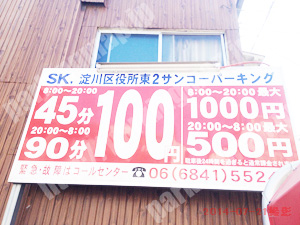 SK. 淀川区役所東2サンコーパーキング
8:00～20:00
45分
20:00～8:00
90分
100円
8:00～20:00 最大
1000円
20:00～8:00 最大
500円
緊急・故障はコールセンター ☎ 06(6841)5524